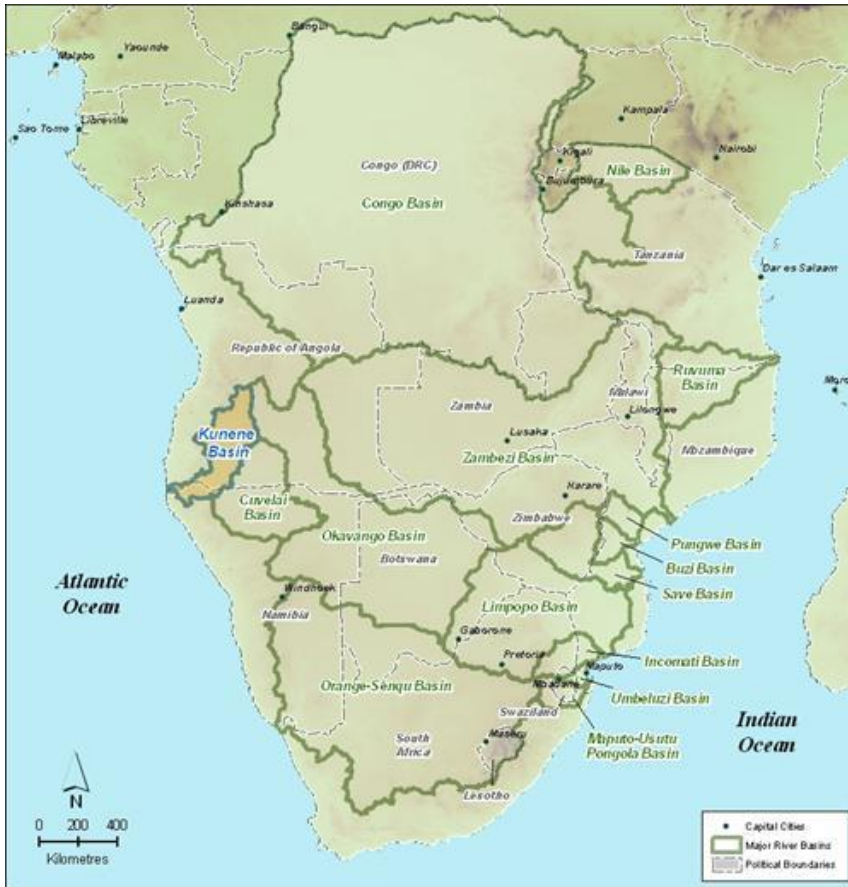 Bangui
Malabo
Yaounde
Kampala
Libreville
Sao Tome
Nairobi
Kigali
Congo (DRC)
Nile Basin
Bujumbura
Congo Basin
Kinshasa
Tanzania
Dar es Salaam
Luanda
Republic of Angola
Ruvuma
Basin
Malawi
Zambia
Lilongwe
Kunene
Basin
Lusaka
Mozambique
Zambezi Basin
Cuvelai
Basin
Harare
Zimbabwe
Okavango Basin
Pungwe Basin
Botswana
Buzi Basin
Atlantic
Ocean
Windhoek
Save Basin
Limpopo Basin
Namibia
Gaborone
Pretoria
Incomati Basin
Maputo
Orange-Senqu Basin
Mbabane
Umbeluzi Basin
Swaziland
Indian
Ocean
South
Africa
Maseru
Maputo-Usutu
Pongola Basin
Lesotho
N
0 200 400
Kilometres
Capital Cities
Major River Basins
Political Boundaries